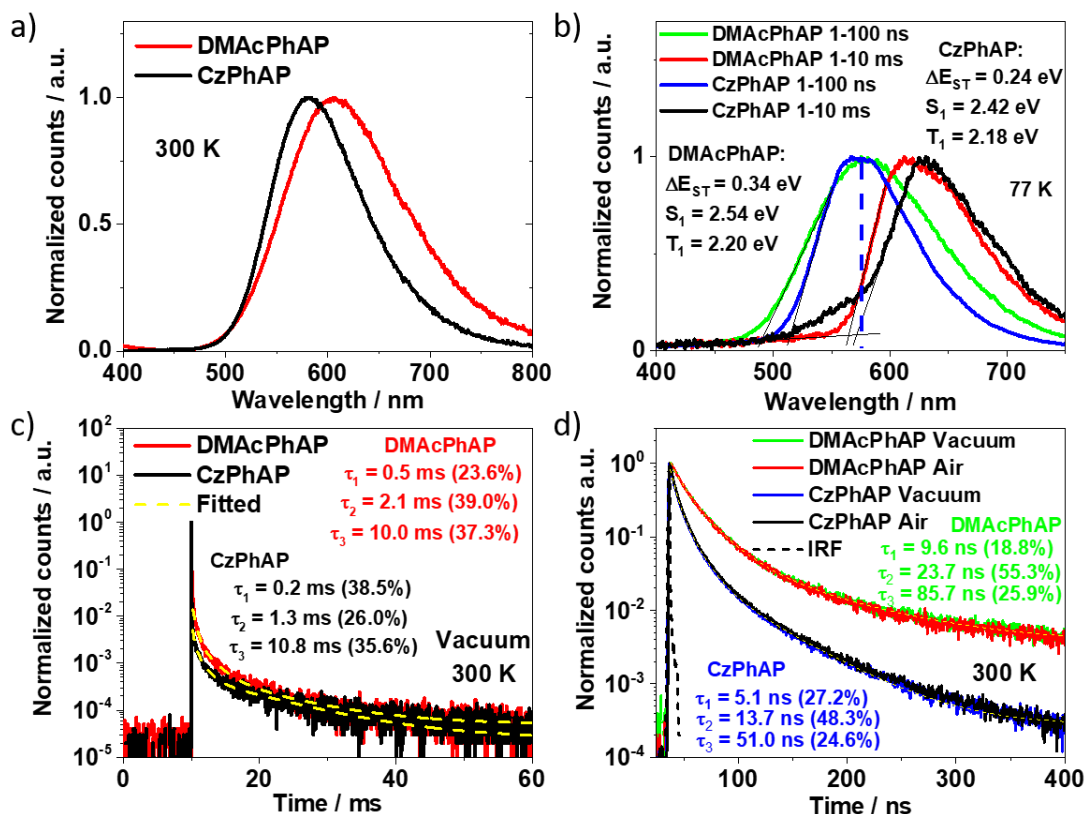 a)
DMAcPhAP
CzPhAP
300 K
Normalized counts / a.u.
1.0
0.5
0.0
400 500 600 700 800
Wavelength / nm
b)
DMAcPhAP 1-100 ns
DMAcPhAP 1-10 ms
CzPhAP 1-100 ns
CzPhAP 1-10 ms
CzPhAP:
ΔE_ST = 0.24 eV
S₁ = 2.42 eV
T₁ = 2.18 eV
DMAcPhAP:
ΔE_ST = 0.34 eV
S₁ = 2.54 eV
T₁ = 2.20 eV
77 K
Normalized counts / a.u.
1
0
400 500 600 700
Wavelength / nm
c)
DMAcPhAP
CzPhAP
Fitted
DMAcPhAP
τ₁ = 0.5 ms (23.6%)
τ₂ = 2.1 ms (39.0%)
τ₃ = 10.0 ms (37.3%)
CzPhAP
τ₁ = 0.2 ms (38.5%)
τ₂ = 1.3 ms (26.0%)
τ₃ = 10.8 ms (35.6%)
Vacuum
300 K
Normalized counts / a.u.
10²
10¹
10⁰
10⁻¹
10⁻²
10⁻³
10⁻⁴
10⁻⁵
0 20 40 60
Time / ms
d)
DMAcPhAP Vacuum
DMAcPhAP Air
CzPhAP Vacuum
CzPhAP Air
IRF
DMAcPhAP
τ₁ = 9.6 ns (18.8%)
τ₂ = 23.7 ns (55.3%)
τ₃ = 85.7 ns (25.9%)
300 K
CzPhAP
τ₁ = 5.1 ns (27.2%)
τ₂ = 13.7 ns (48.3%)
τ₃ = 51.0 ns (24.6%)
Normalized counts a.u.
10⁰
10⁻¹
10⁻²
10⁻³
10⁻⁴
100 200 300 400
Time / ns